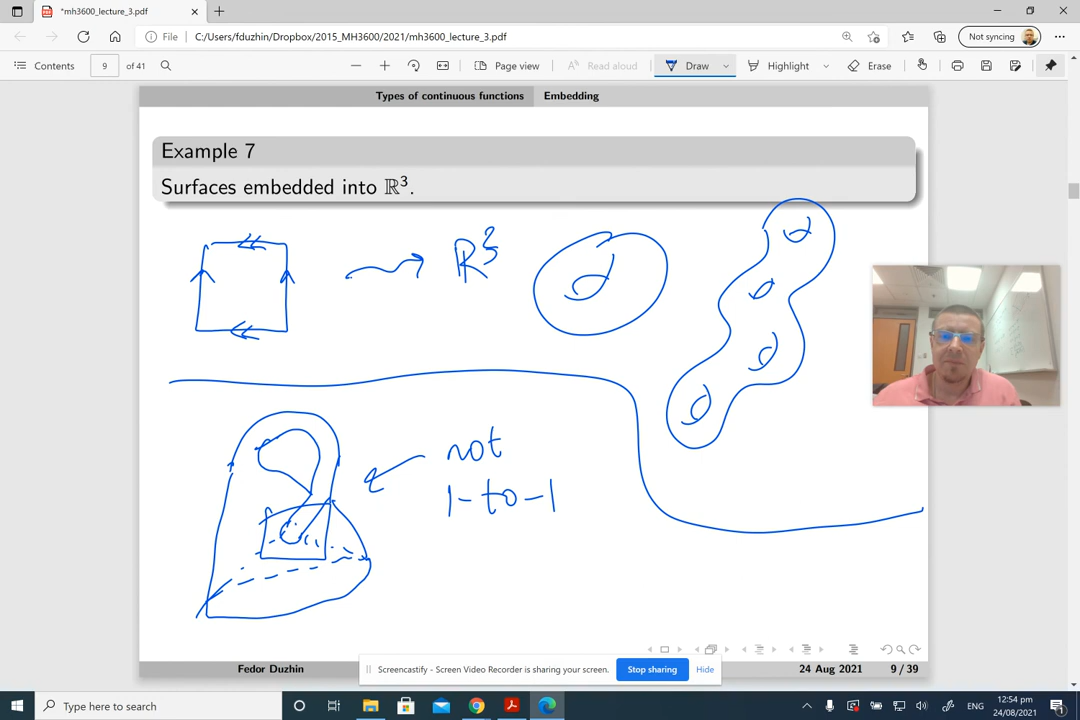 *mh3600_lecture_3.pdf
File
C:/Users/fduzhin/Dropbox/2015_MH3600/2021/mh3600_lecture_3.pdf
Not syncing
Contents
9
of 41
Page view
Read aloud
Draw
Highlight
Erase
Types of continuous functions
Embedding
Example 7
Surfaces embedded into ℝ³.
ℝ³
not
1-to-1
Fedor Duzhin
24 Aug 2021
9 / 39
Screencastify - Screen Video Recorder is sharing your screen.
Stop sharing
Hide
Type here to search
ENG
12:54 pm
24/08/2021
1